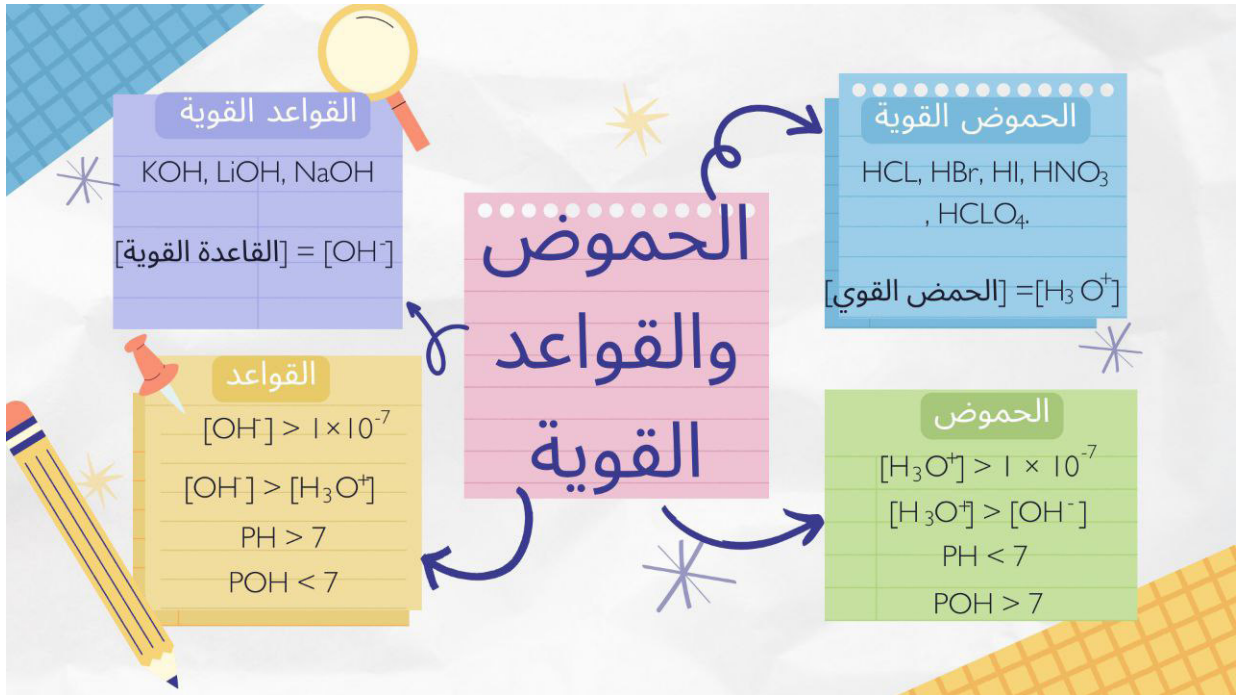 الحموض
والقواعد
القوية
الحموض القوية
HCL, HBr, HI, HNO₃
, HCLO₄.
[الحمض القوي] =[H₃ O⁺]
القواعد القوية
KOH, LiOH, NaOH
[القاعدة القوية] = [OH⁻]
الحموض
[H₃O⁺] > 1 × 10⁻⁷
[H₃O⁺] > [OH⁻]
PH < 7
POH > 7
القواعد
[OH⁻] > 1×10⁻⁷
[OH⁻] > [H₃O⁺]
PH > 7
POH < 7